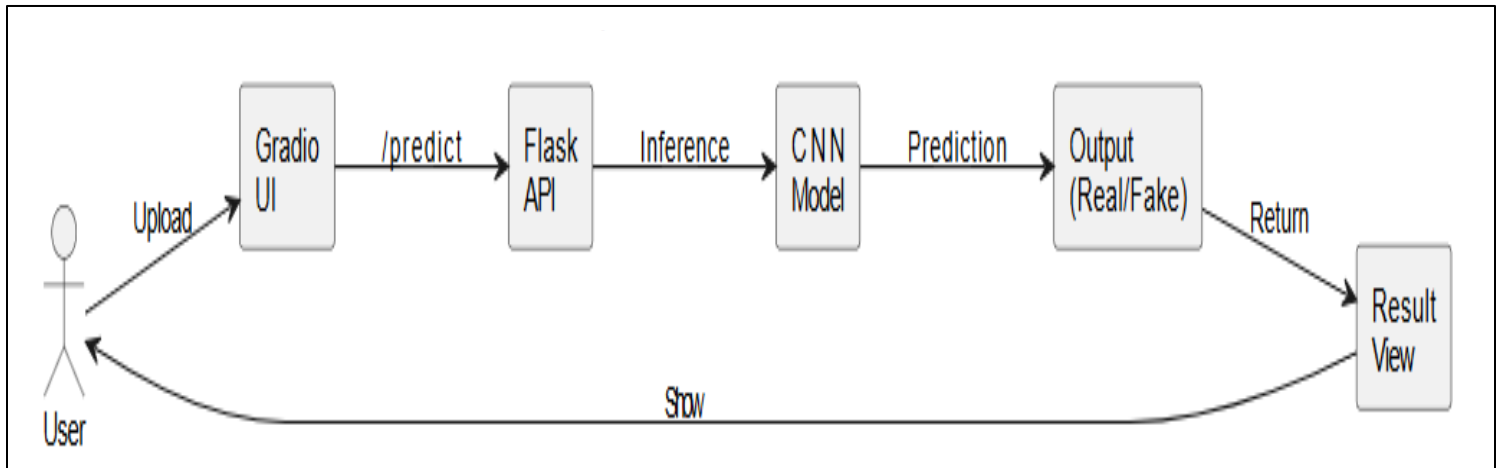 Gradio
UI
/predict
Flask
API
Inference
CNN
Model
Prediction
Output
(Real/Fake)
Upload
Return
Result
View
Show
User